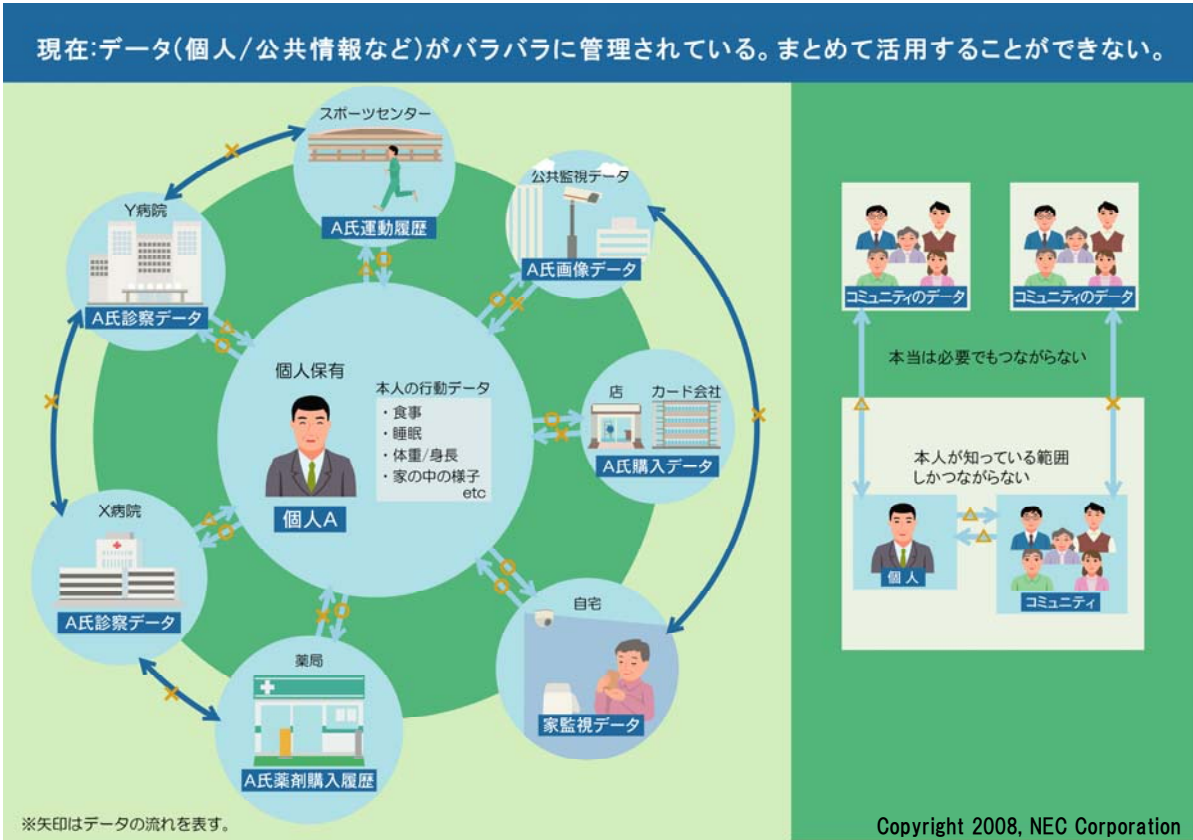 現在:データ(個人/公共情報など)がバラバラに管理されている。まとめて活用することができない。
スポーツセンター
A氏運動履歴
公共監視データ
A氏画像データ
Y病院
A氏診察データ
店
カード会社
A氏購入データ
個人保有
個人A
本人の行動データ
・食事
・睡眠
・体重/身長
・家の中の様子
etc
X病院
A氏診察データ
自宅
家監視データ
薬局
A氏薬剤購入履歴
※矢印はデータの流れを表す。
コミュニティのデータ
コミュニティのデータ
本当は必要でもつながらない
本人が知っている範囲
しかつながらない
個人
コミュニティ
Copyright 2008, NEC Corporation